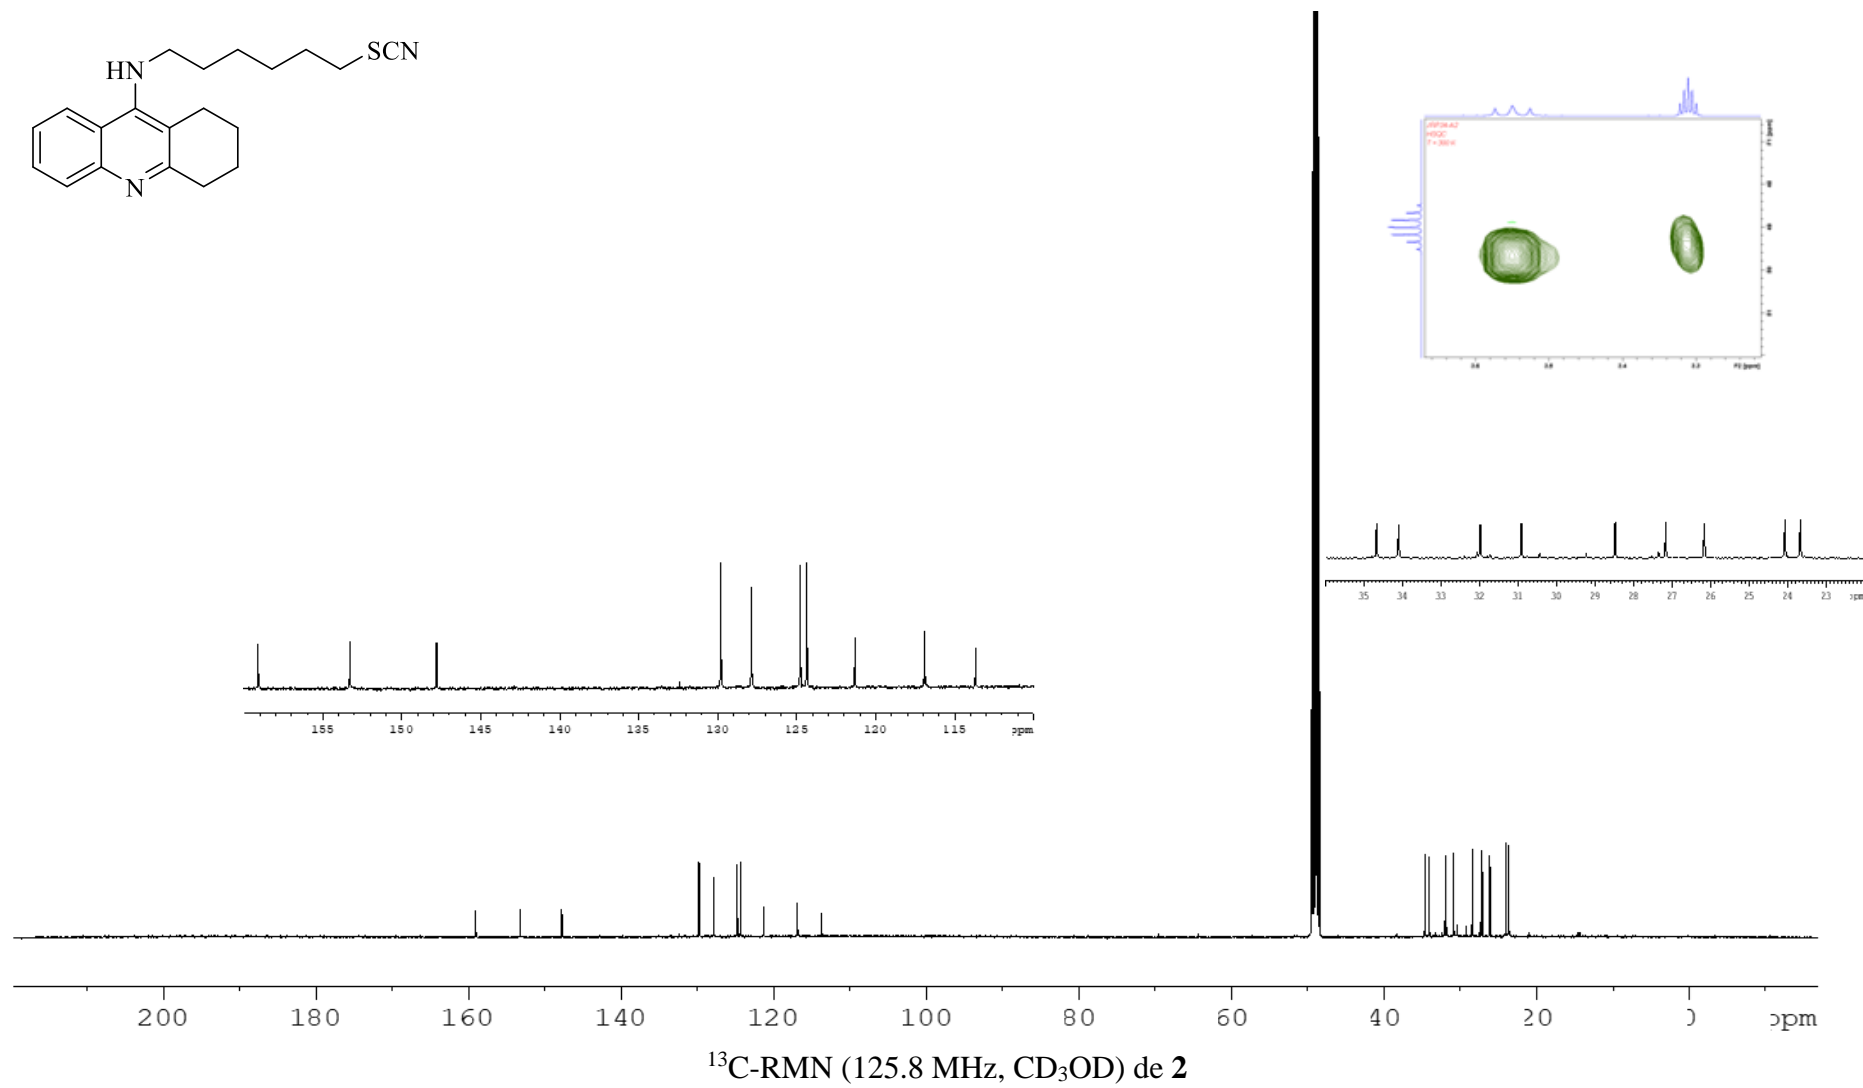 SCN
HN
N
35 34 33 32 31 30 29 28 27 26 25 24 23
155 150 145 140 135 130 125 120 115 ppm
200 180 160 140 120 100 80 60 40 20 0 ppm
¹³C-RMN (125.8 MHz, CD₃OD) de 2